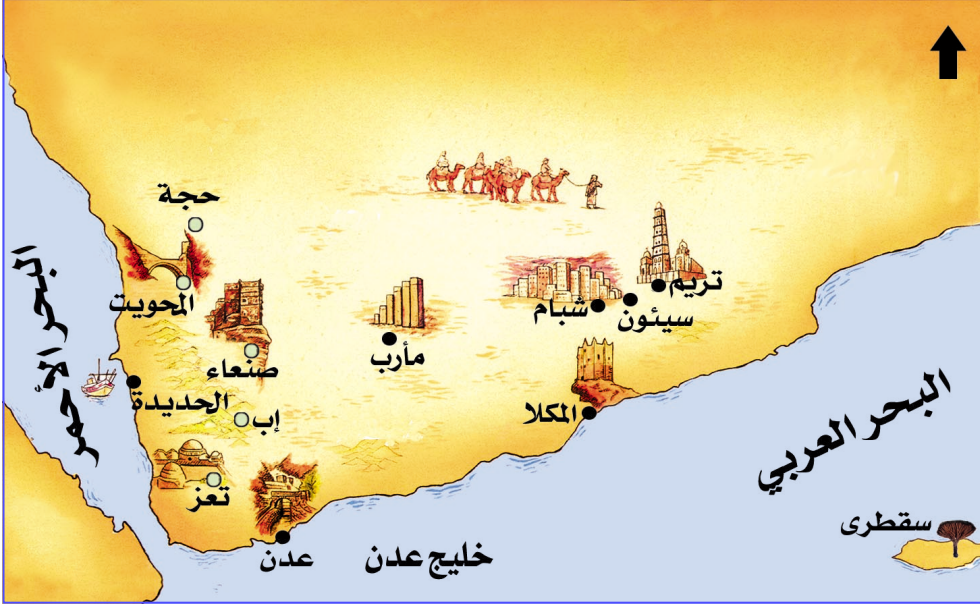 حجة
المحويت
صنعاء
الحديدة
إب
تعز
عدن
مأرب
شبام
سيئون
تريم
المكلا
سقطرى
البحر الأحمر
خليج عدن
البحر العربي